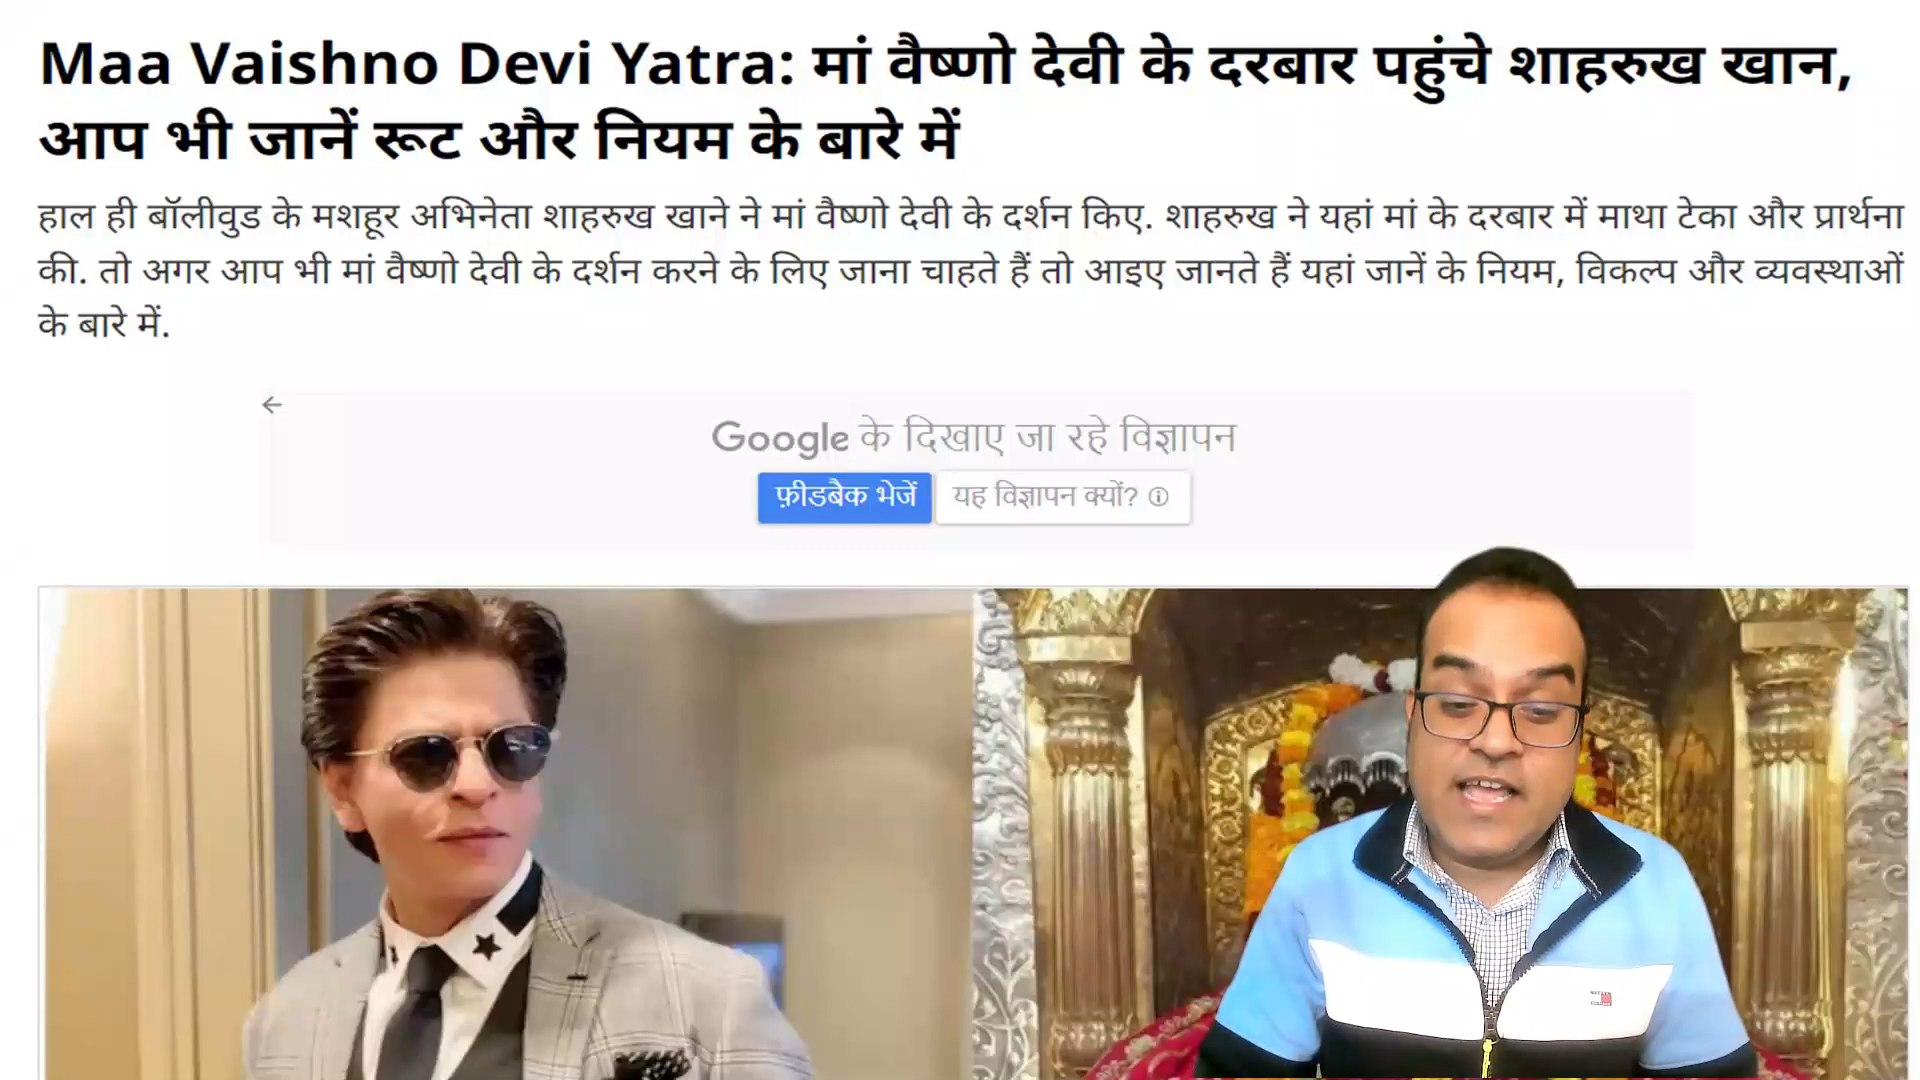 Maa Vaishno Devi Yatra: मां वैष्णो देवी के दरबार पहुंचे शाहरुख खान,
आप भी जानें रूट और नियम के बारे में
हाल ही बॉलीवुड के मशहूर अभिनेता शाहरुख खाने ने मां वैष्णो देवी के दर्शन किए. शाहरुख ने यहां मां के दरबार में माथा टेका और प्रार्थना
की. तो अगर आप भी मां वैष्णो देवी के दर्शन करने के लिए जाना चाहते हैं तो आइए जानते हैं यहां जानें के नियम, विकल्प और व्यवस्थाओं
के बारे में.
Google के दिखाए जा रहे विज्ञापन
फ़ीडबैक भेजें यह विज्ञापन क्यों?